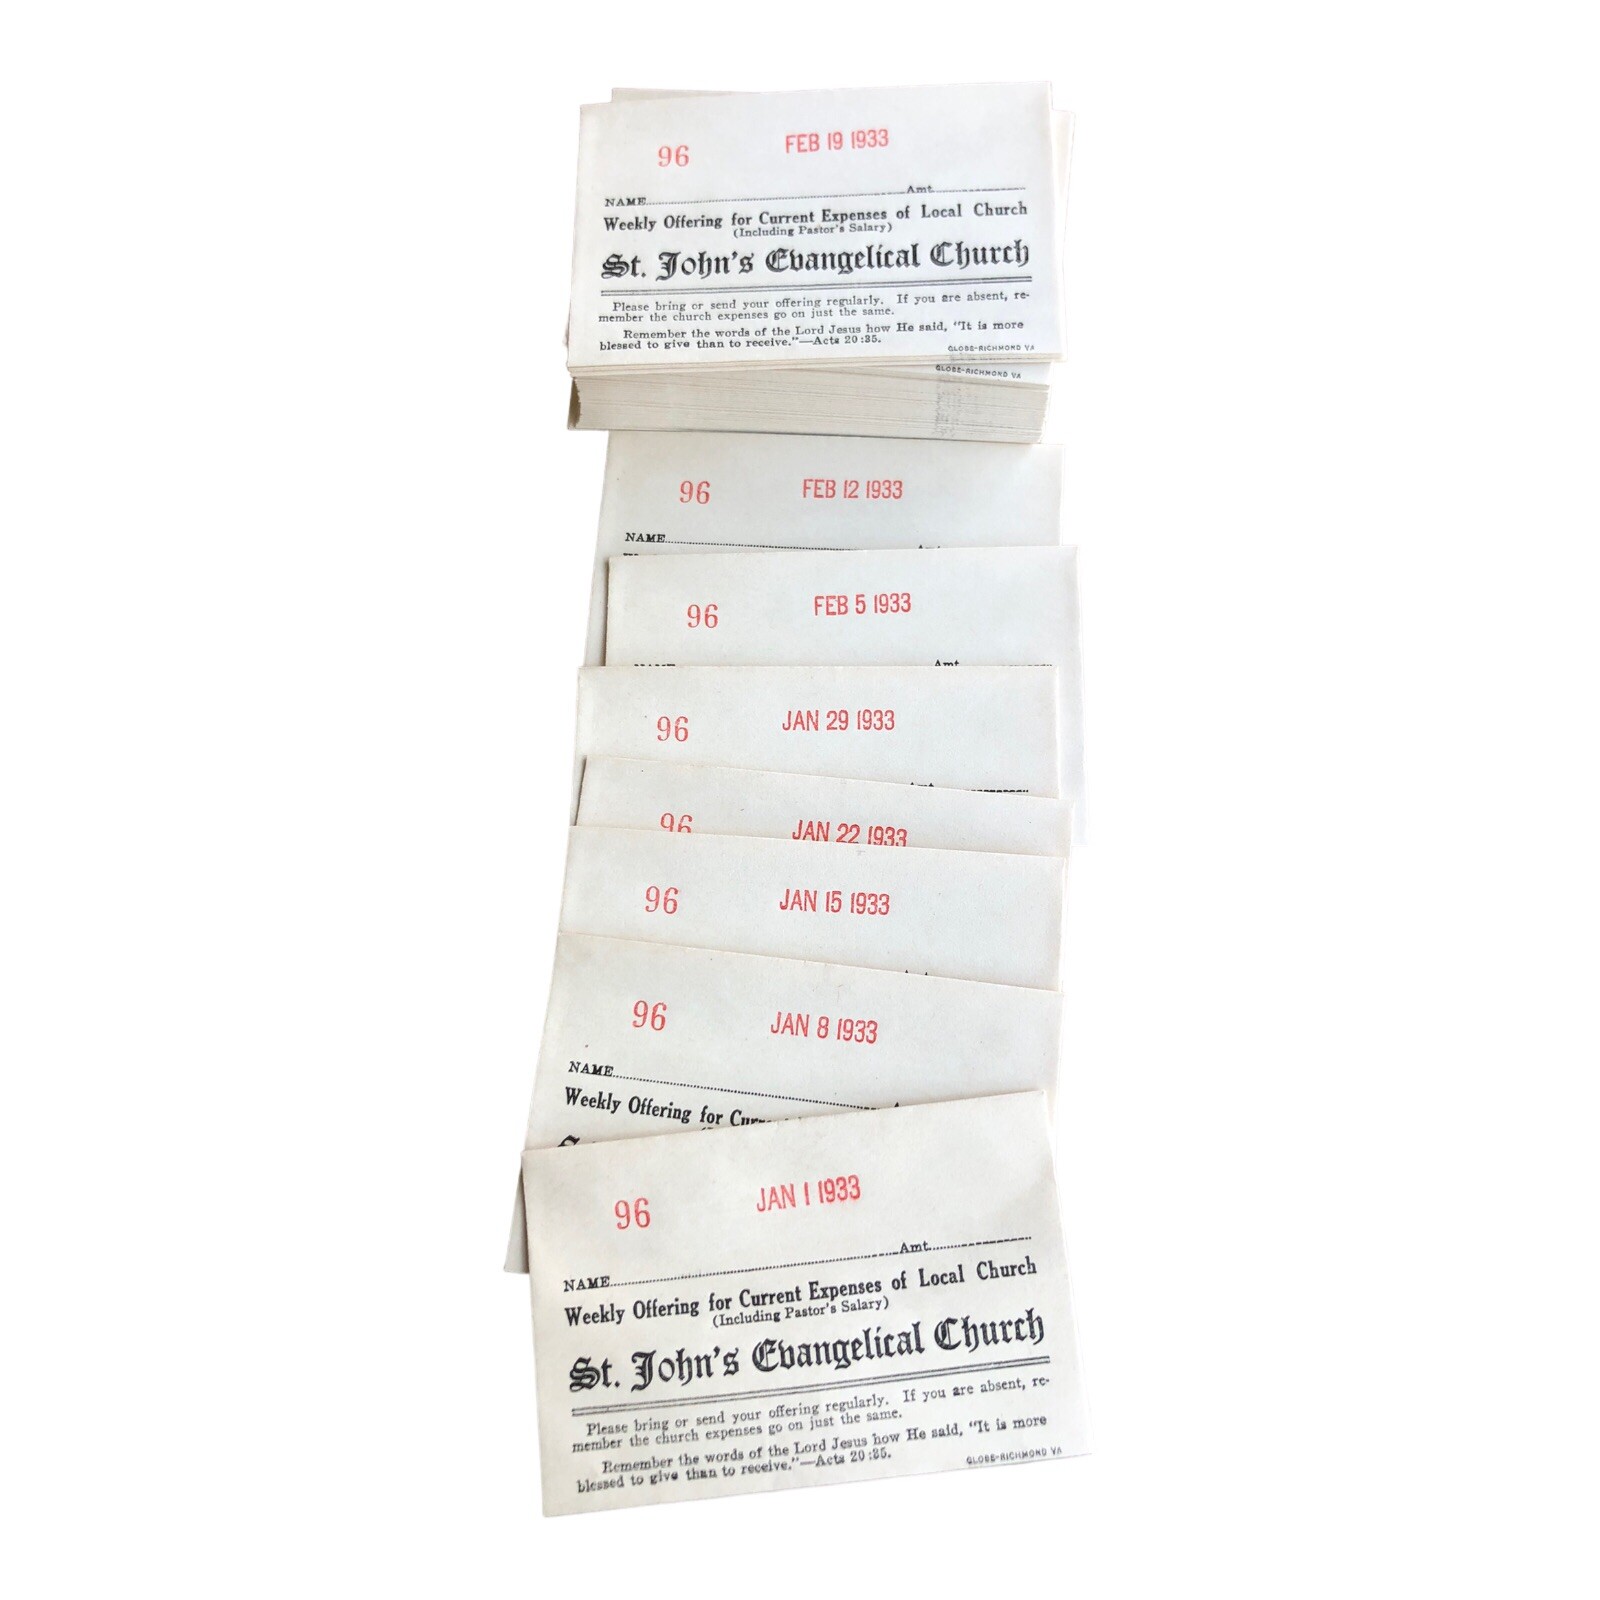 96 FEB 19 1933
NAME Amt.
Weekly Offering for Current Expenses of Local Church
(Including Pastor's Salary)
St. John's Evangelical Church
Please bring or send your offering regularly. If you are absent, re-
member the church expenses go on just the same.
Remember the words of the Lord Jesus how He said, "It is more
blessed to give than to receive."—Acts 20:35.
GLOBE-RICHMOND VA
GLOBE-RICHMOND VA
96 FEB 12 1933
NAME
96 FEB 5 1933
NAME Amt.
96 JAN 29 1933
Amt.
96 JAN 22 1933
96 JAN 15 1933
96 JAN 8 1933
NAME
Weekly Offering for
96 JAN 1 1933
NAME Amt.
Weekly Offering for Current Expenses of Local Church
(Including Pastor's Salary)
St. John's Evangelical Church
Please bring or send your offering regularly. If you are absent, re-
member the church expenses go on just the same.
Remember the words of the Lord Jesus how He said, "It is more
blessed to give than to receive."—Acts 20:35.
GLOBE-RICHMOND VA